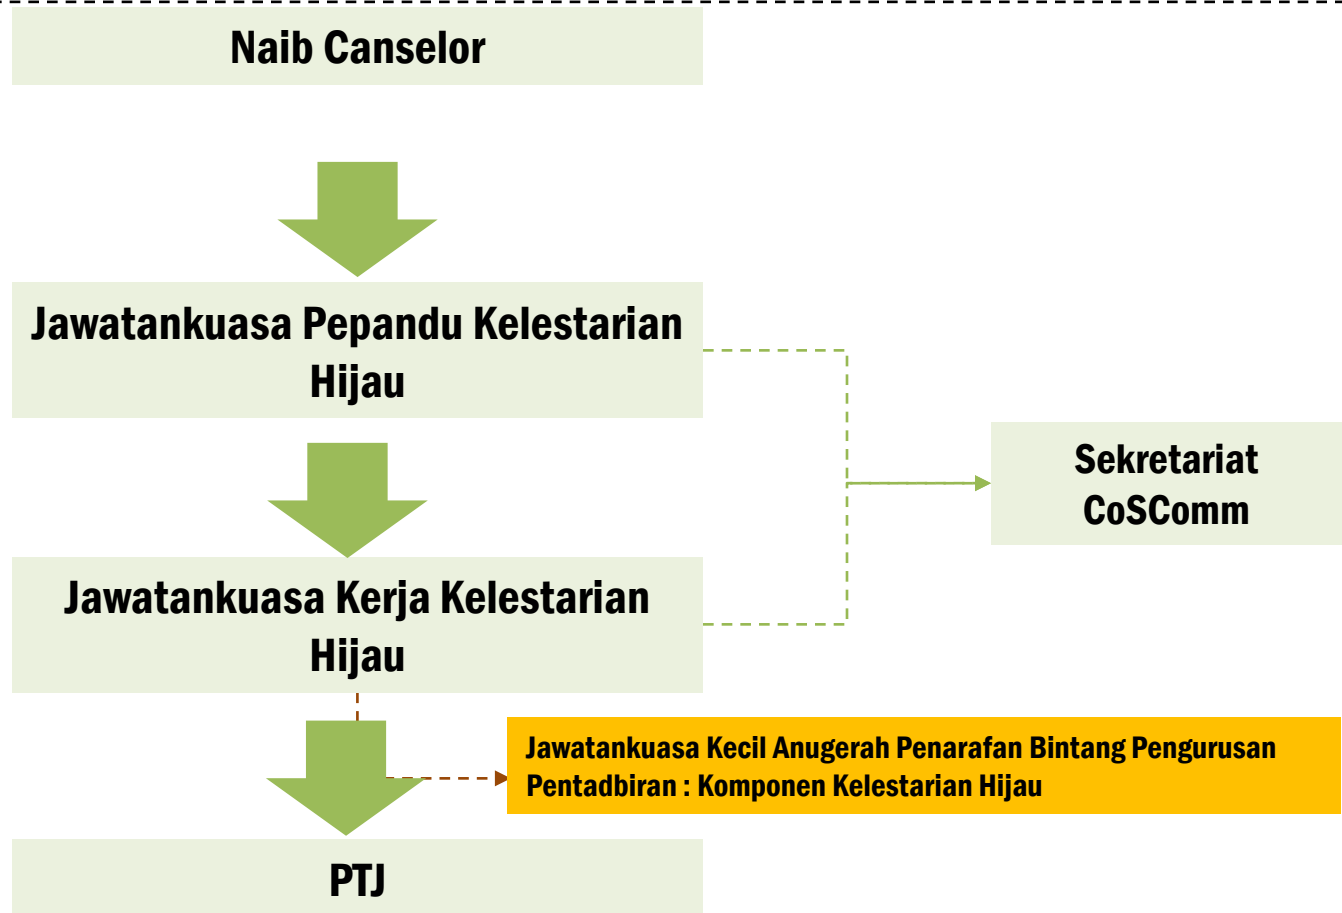 Naib Canselor
Jawatankuasa Pepandu Kelestarian
Hijau
Sekretariat
CoSComm
Jawatankuasa Kerja Kelestarian
Hijau
Jawatankuasa Kecil Anugerah Penarafan Bintang Pengurusan
Pentadbiran : Komponen Kelestarian Hijau
PTJ